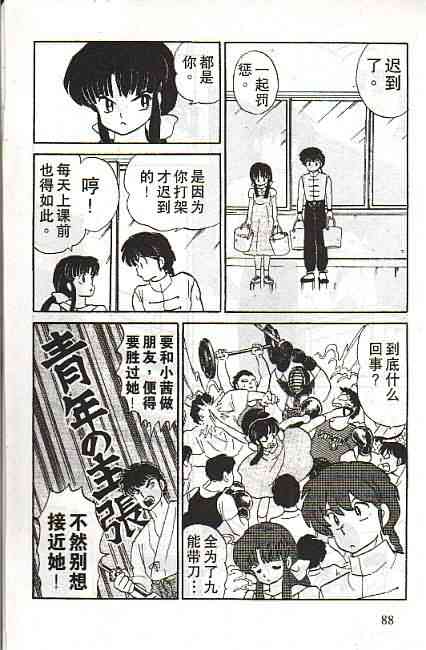 迟到
了。
一起罚
惩。
都是
你。
是因为
你打架
才迟到
的！
哼！
每天上课前
也得如此。
到底什么
回事？
全为了九
能带刀…
要和小茜做
朋友，便得
要胜过她！
青年の主張
不然别想
接近她！
88